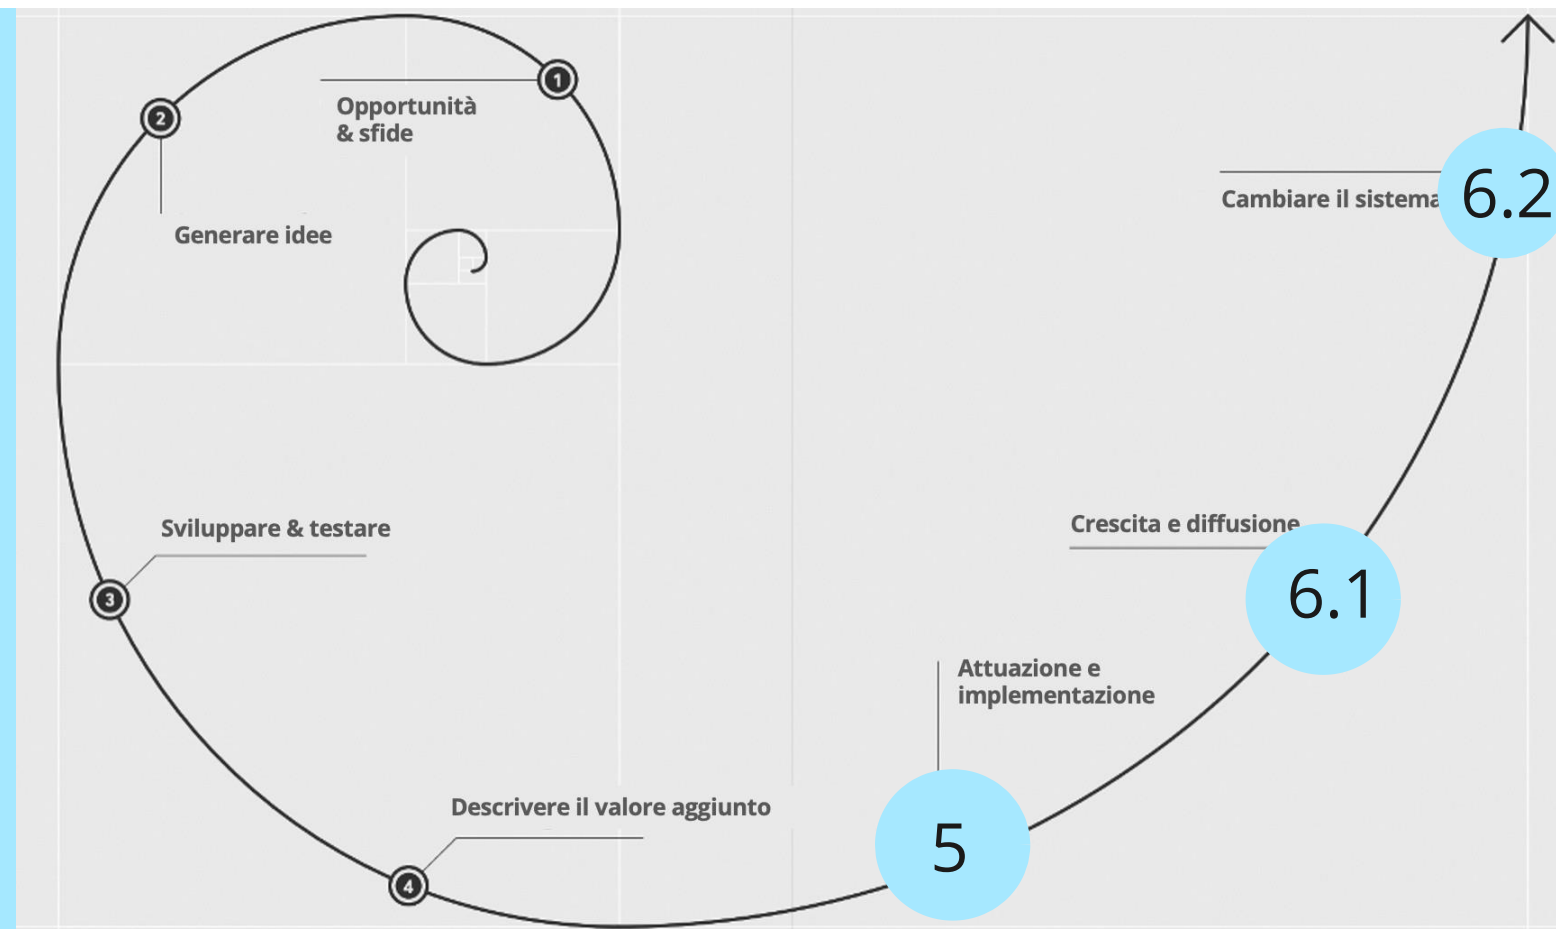 1
Opportunità
& sfide
2
Generare idee
Sviluppare & testare
3
Descrivere il valore aggiunto
4
Attuazione e
implementazione
5
Crescita e diffusione
6.1
Cambiare il sistema
6.2